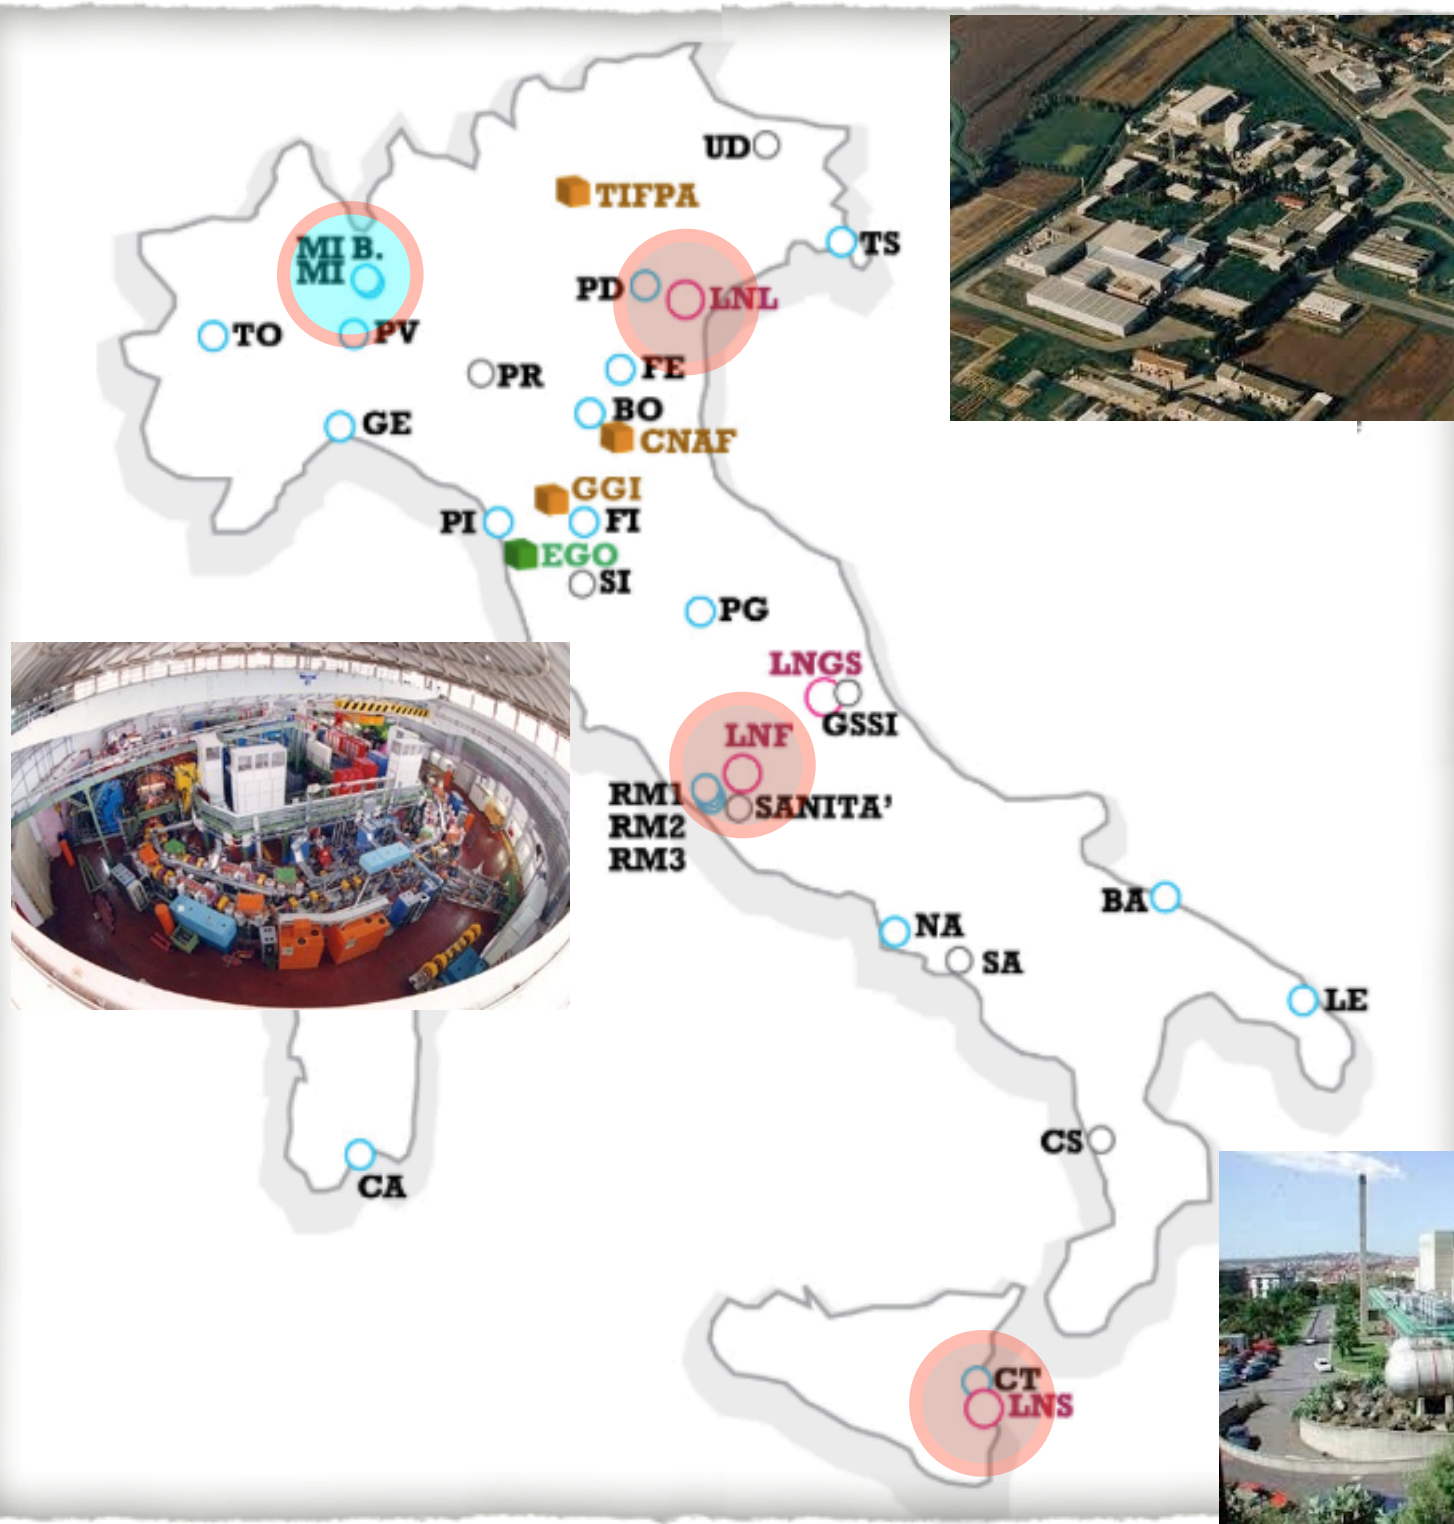 UD
TIFPA
MI B.
MI
TS
PD
LNL
TO
PV
PR
FE
BO
GE
CNAF
GGI
PI
FI
EGO
SI
PG
LNGS
GSSI
LNF
RM1
SANITA'
RM2
RM3
BA
NA
SA
LE
CS
CA
CT
LNS